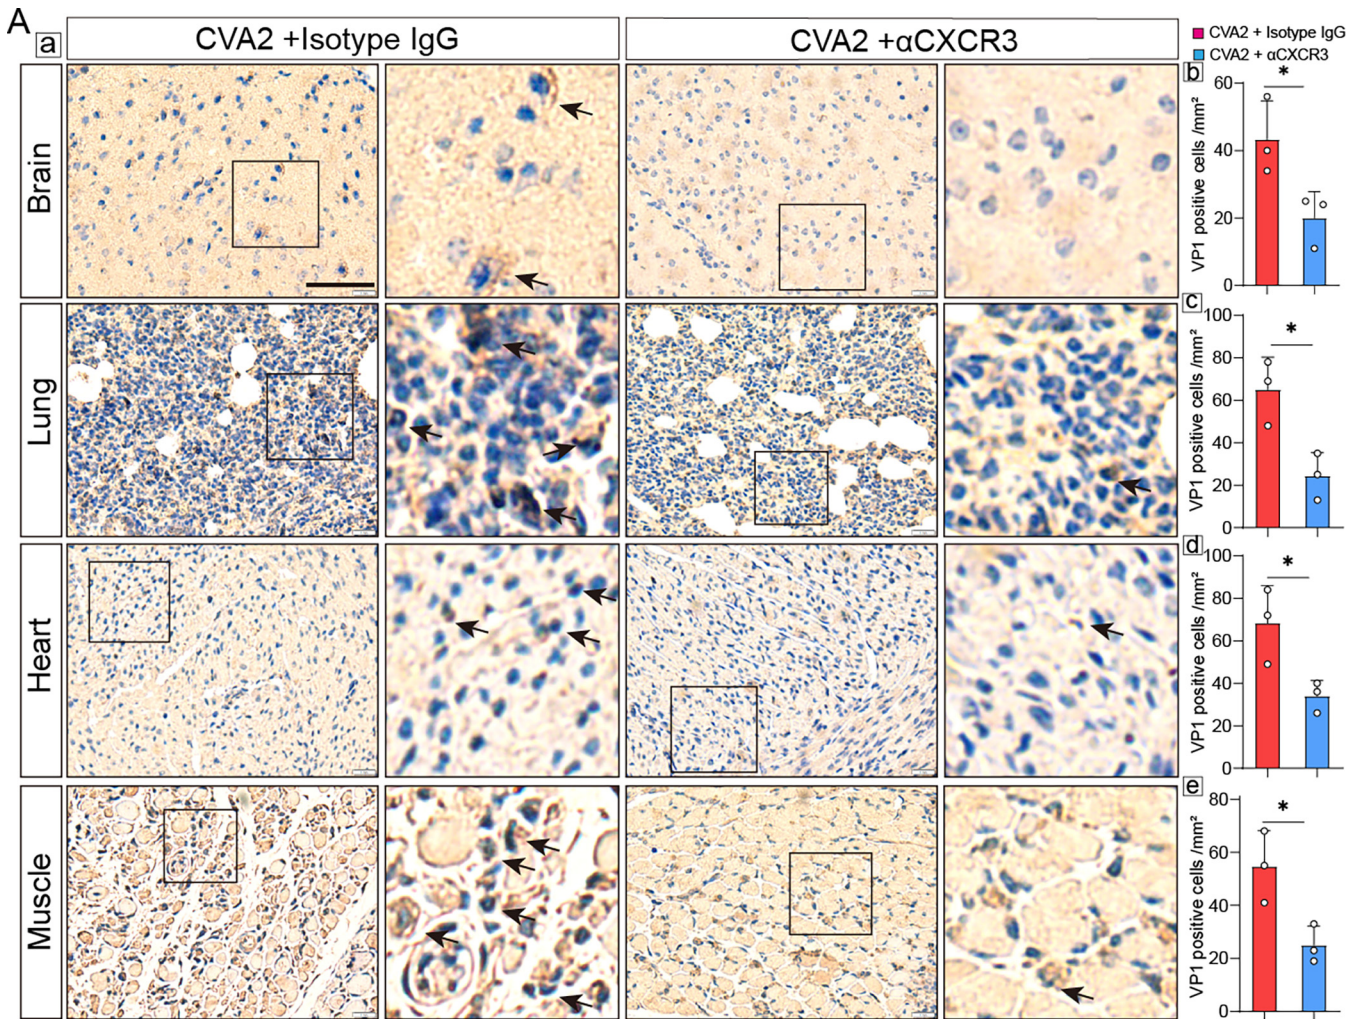 A
a
CVA2 +Isotype IgG
CVA2 +αCXCR3
CVA2 + Isotype IgG
CVA2 + αCXCR3
Brain
Lung
Heart
Muscle
b
*
VP1 positive cells /mm²
60
40
20
0
c
*
VP1 positive cells /mm²
100
80
60
40
20
0
d
*
VP1 positive cells /mm²
100
80
60
40
20
0
e
*
VP1 positive cells /mm²
80
60
40
20
0